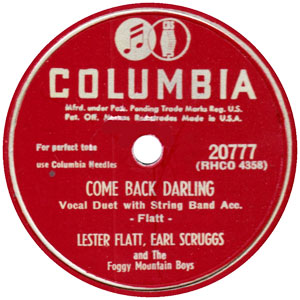 COLUMBIA
Mfrd. under Pat. Pending Trade Marks Reg. U.S.
Pat. Off. Marcas Made in U.S.A.
For perfect tone
use Columbia Needles
20777
(RHCO 4358)
COME BACK DARLING
Vocal Duet with String Band Acc.
- Flatt -
LESTER FLATT, EARL SCRUGGS
and The
Foggy Mountain Boys